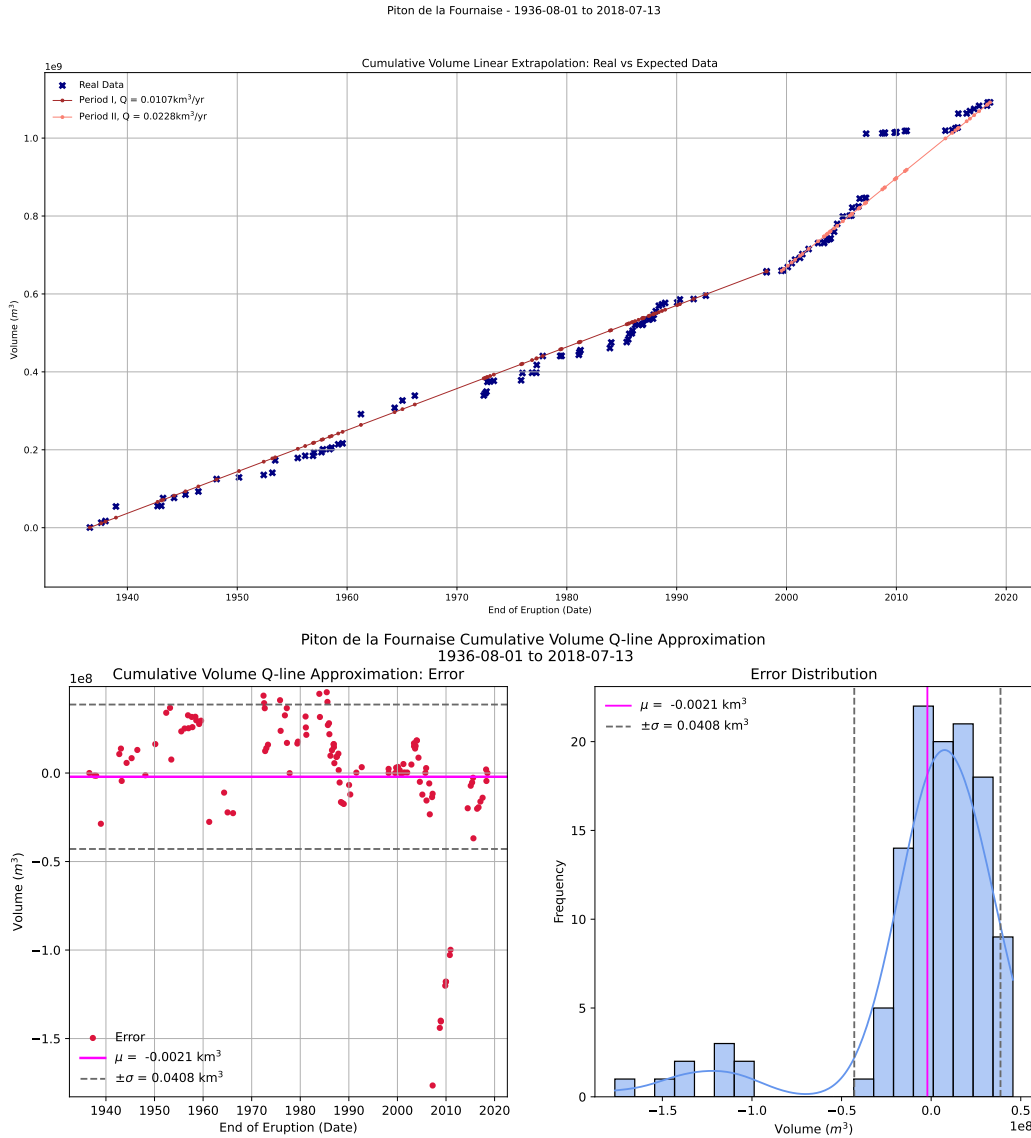 Piton de la Fournaise - 1936-08-01 to 2018-07-13
Cumulative Volume Linear Extrapolation: Real vs Expected Data
1e9
Real Data
Period I, Q = 0.0107km³/yr
Period II, Q = 0.0228km³/yr
1.0
0.8
0.6
0.4
0.2
0.0
Volume (m³)
1940 1950 1960 1970 1980 1990 2000 2010 2020
End of Eruption (Date)
Piton de la Fournaise Cumulative Volume Q-line Approximation
1936-08-01 to 2018-07-13
Cumulative Volume Q-line Approximation: Error
1e8
0.0
−0.5
−1.0
−1.5
Volume (m³)
Error
μ = -0.0021 km³
±σ = 0.0408 km³
1940 1950 1960 1970 1980 1990 2000 2010 2020
End of Eruption (Date)
Error Distribution
μ = -0.0021 km³
±σ = 0.0408 km³
20
15
10
5
0
Frequency
−1.5 −1.0 −0.5 0.0
1e8
Volume (m³)